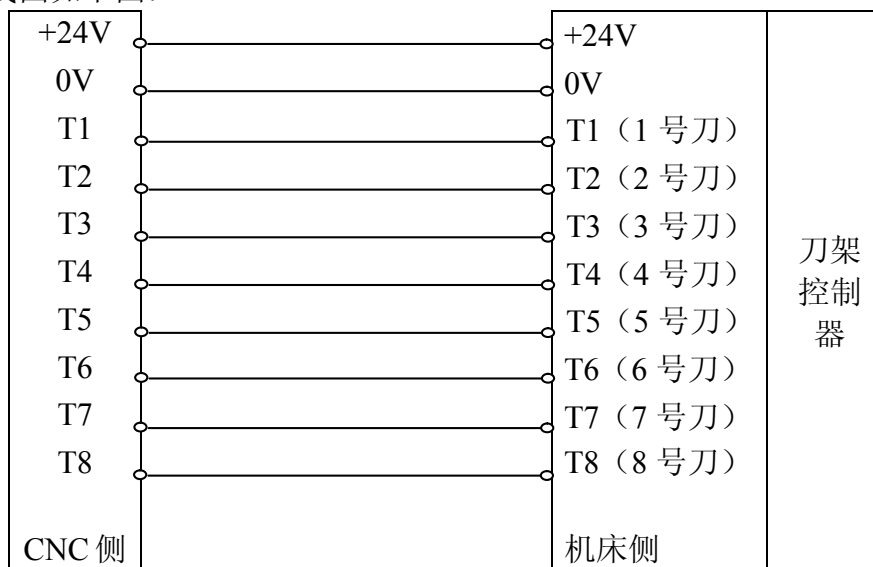 +24V +24V
0V 0V
T1 T1（1 号刀）
T2 T2（2 号刀）
T3 T3（3 号刀）
T4 T4（4 号刀）
T5 T5（5 号刀）
T6 T6（6 号刀）
T7 T7（7 号刀）
T8 T8（8 号刀）
CNC 侧 机床侧
刀架
控制
器